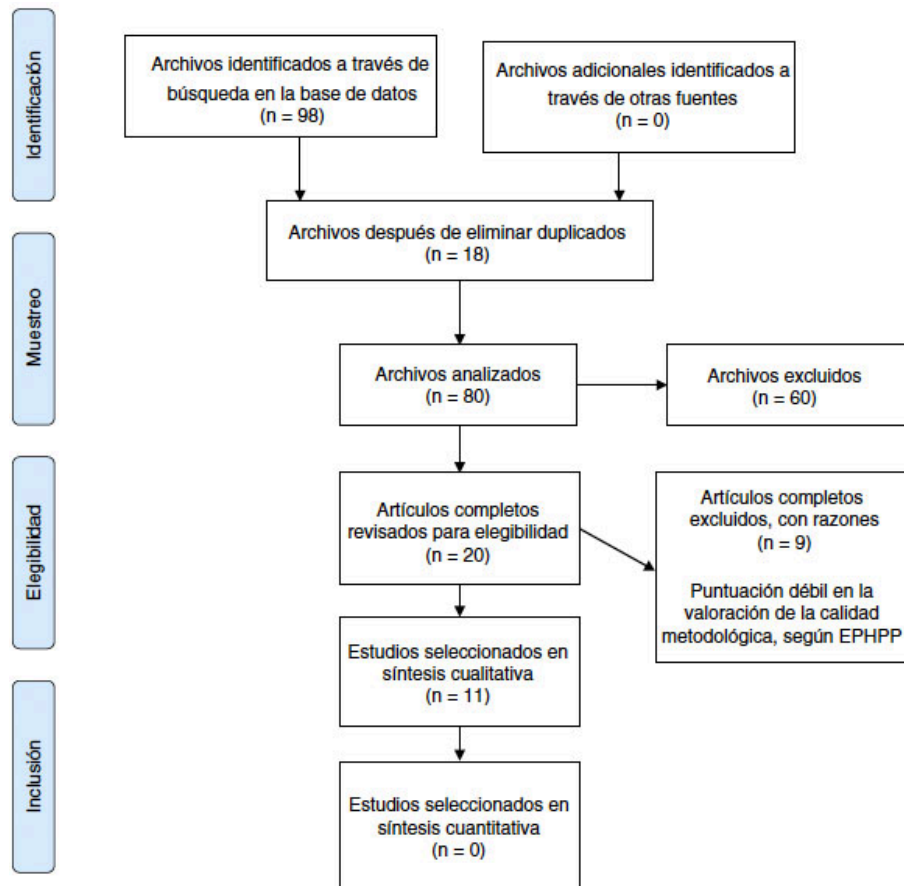 Identificación
Archivos identificados a través de
búsqueda en la base de datos
(n = 98)
Archivos adicionales identificados a
través de otras fuentes
(n = 0)
Muestreo
Archivos después de eliminar duplicados
(n = 18)
Archivos analizados
(n = 80)
Archivos excluidos
(n = 60)
Elegibilidad
Artículos completos
revisados para elegibilidad
(n = 20)
Artículos completos
excluidos, con razones
(n = 9)
Puntuación débil en la
valoración de la calidad
metodológica, según EPHPP
Estudios seleccionados en
síntesis cualitativa
(n = 11)
Inclusión
Estudios seleccionados en
síntesis cuantitativa
(n = 0)